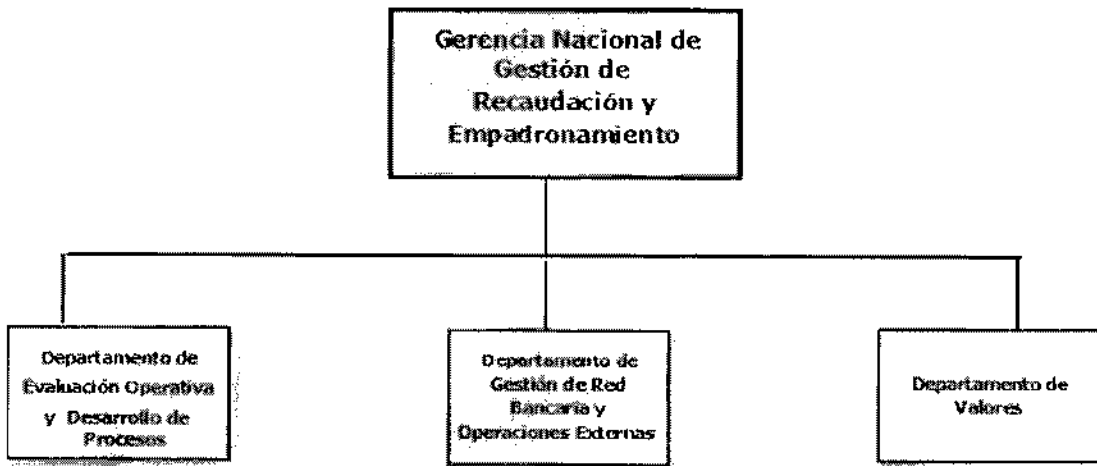 Gerencia Nacional de
Gestión de
Recaudación y
Empadronamiento
Departamento de
Evaluación Operativa
y Desarrollo de
Procesos
Departamento de
Gestión de Red
Bancaria y
Operaciones Externas
Departamento de
Valores